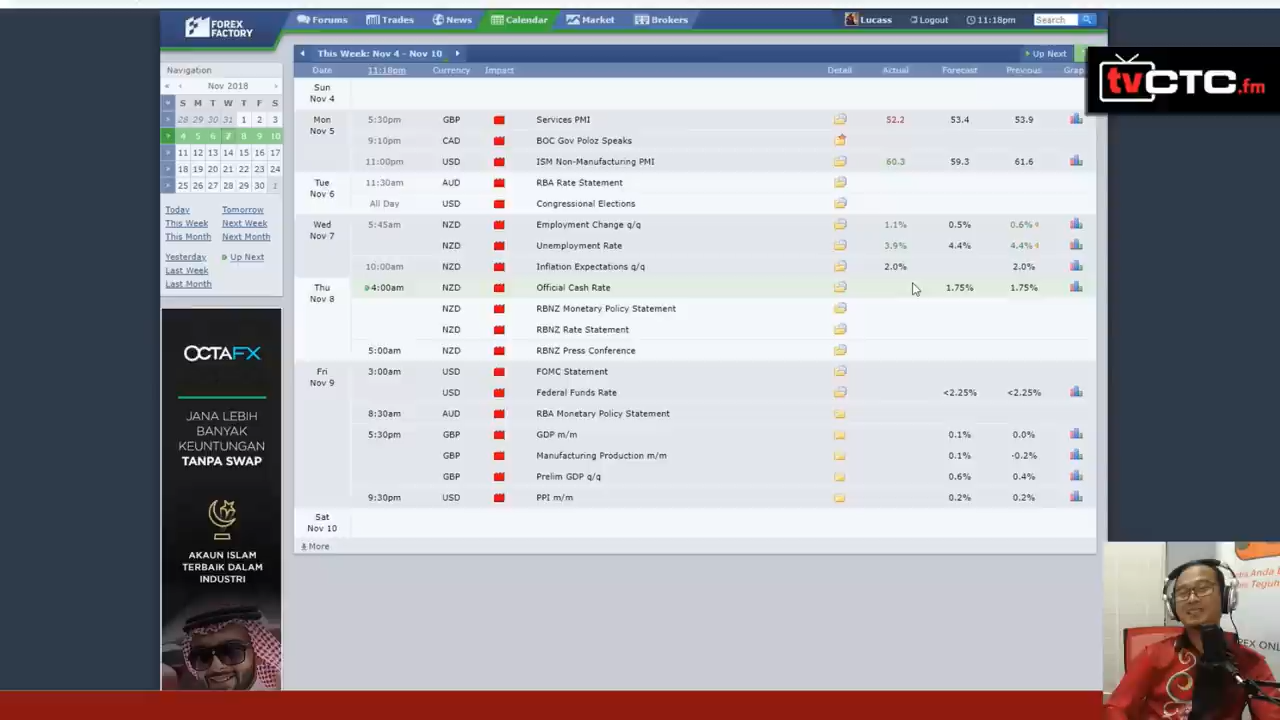 FOREX FACTORY
Forums Trades News Calendar Market Brokers
Lucass Logout 11:18pm Search
tvCTC.fm
Navigation
« ‹ Nov 2018 ›
S M T W T F S
28 29 30 31 1 2 3
4 5 6 7 8 9 10
11 12 13 14 15 16 17
18 19 20 21 22 23 24
25 26 27 28 29 30 1
Today Tomorrow
This Week Next Week
This Month Next Month
Yesterday Up Next
Last Week
Last Month
OCTAFX
JANA LEBIH
BANYAK
KEUNTUNGAN
TANPA SWAP
AKAUN ISLAM
TERBAIK DALAM
INDUSTRI
This Week: Nov 4 - Nov 10 Up Next
Date 11:18pm Currency Impact Detail Actual Forecast Previous Grap
Sun
Nov 4
Mon
Nov 5
5:30pm GBP Services PMI 52.2 53.4 53.9
9:10pm CAD BOC Gov Poloz Speaks
11:00pm USD ISM Non-Manufacturing PMI 60.3 59.3 61.6
Tue
Nov 6
11:30am AUD RBA Rate Statement
All Day USD Congressional Elections
Wed
Nov 7
5:45am NZD Employment Change q/q 1.1% 0.5% 0.6%
NZD Unemployment Rate 3.9% 4.4% 4.4%
10:00am NZD Inflation Expectations q/q 2.0% 2.0%
Thu
Nov 8
4:00am NZD Official Cash Rate 1.75% 1.75%
NZD RBNZ Monetary Policy Statement
NZD RBNZ Rate Statement
5:00am NZD RBNZ Press Conference
Fri
Nov 9
3:00am USD FOMC Statement
USD Federal Funds Rate <2.25% <2.25%
8:30am AUD RBA Monetary Policy Statement
5:30pm GBP GDP m/m 0.1% 0.0%
GBP Manufacturing Production m/m 0.1% -0.2%
GBP Prelim GDP q/q 0.6% 0.4%
9:30pm USD PPI m/m 0.2% 0.2%
Sat
Nov 10
More
Anda
Teguh
OREX ONL